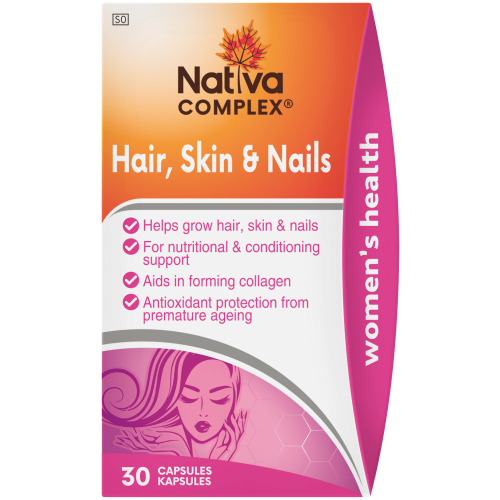 S0
Nativa
COMPLEX®
Hair, Skin & Nails
Helps grow hair, skin & nails
For nutritional & conditioning
support
Aids in forming collagen
Antioxidant protection from
premature ageing
women's health
30 CAPSULES
KAPSULES